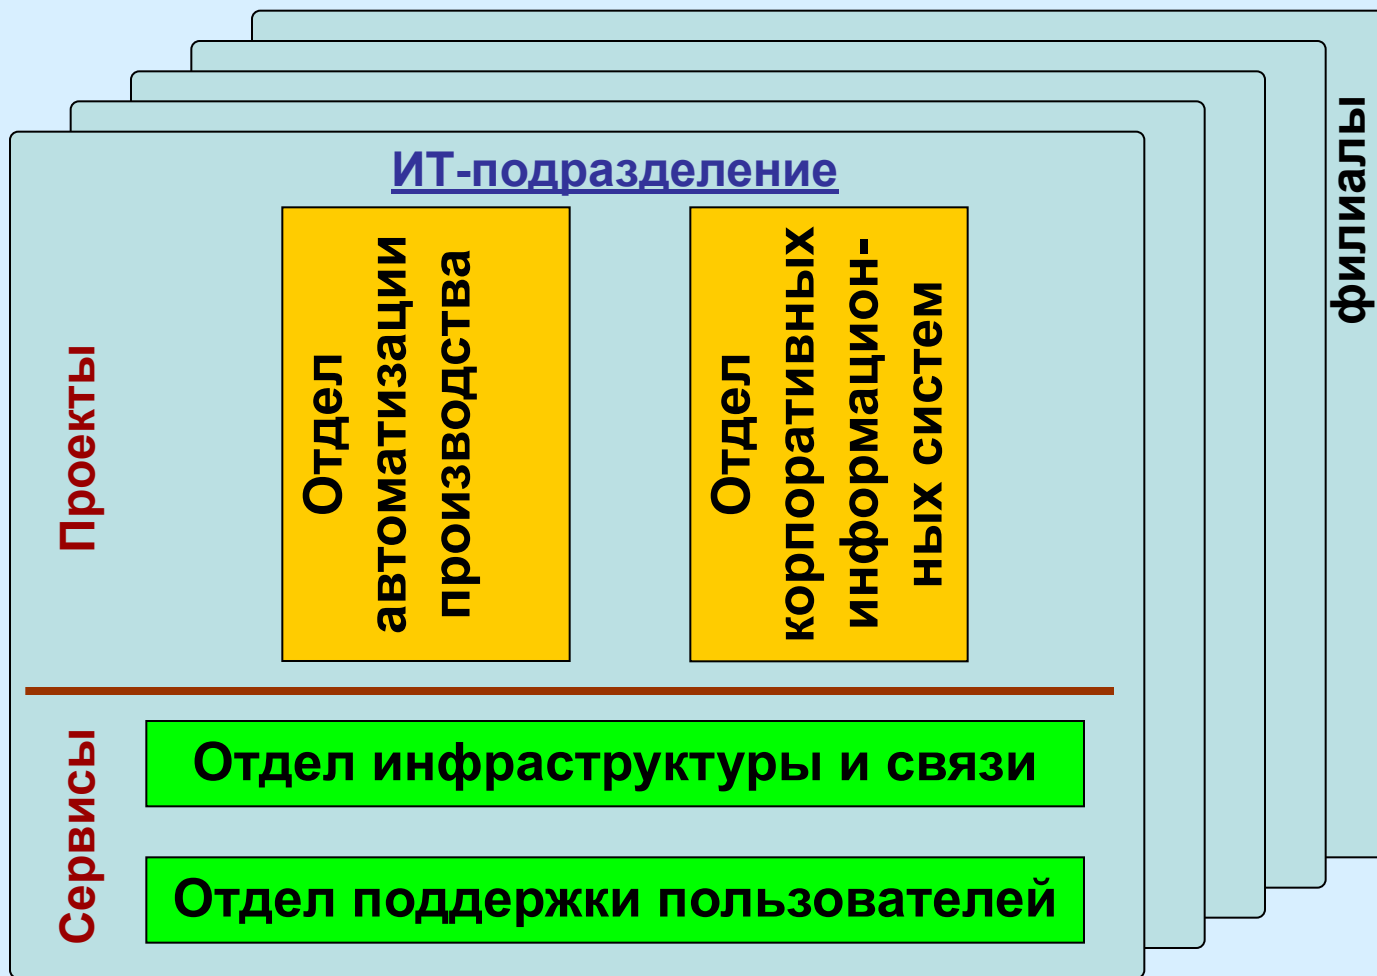 ИТ-подразделение
филиалы
Проекты
Отдел
автоматизации
производства
Отдел
корпоративных
информацион-
ных систем
Сервисы
Отдел инфраструктуры и связи
Отдел поддержки пользователей